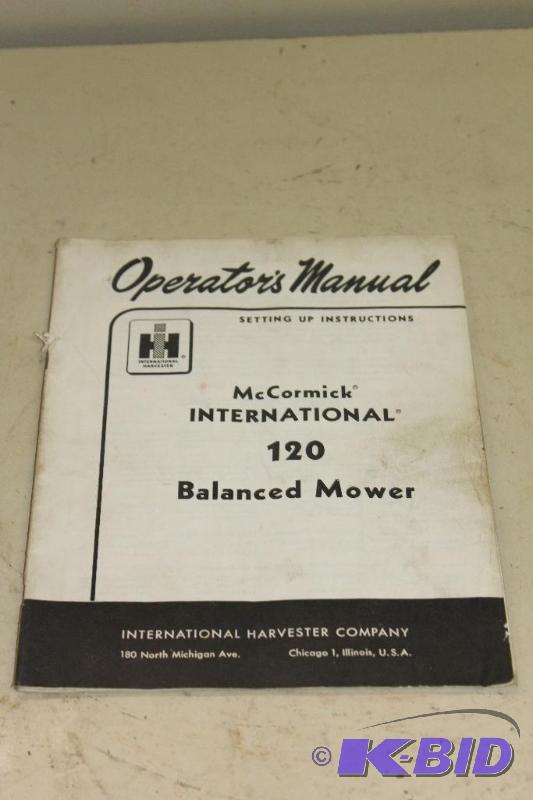 Operator's Manual
SETTING UP INSTRUCTIONS
IH
®
INTERNATIONAL
HARVESTER
McCormick®
INTERNATIONAL®
120
Balanced Mower
INTERNATIONAL HARVESTER COMPANY
180 North Michigan Ave. Chicago 1, Illinois, U.S.A.
© K-BID